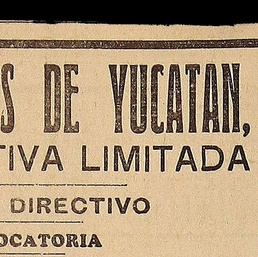 S DE YUCATAN,
TIVA LIMITADA
DIRECTIVO
OCATORIA